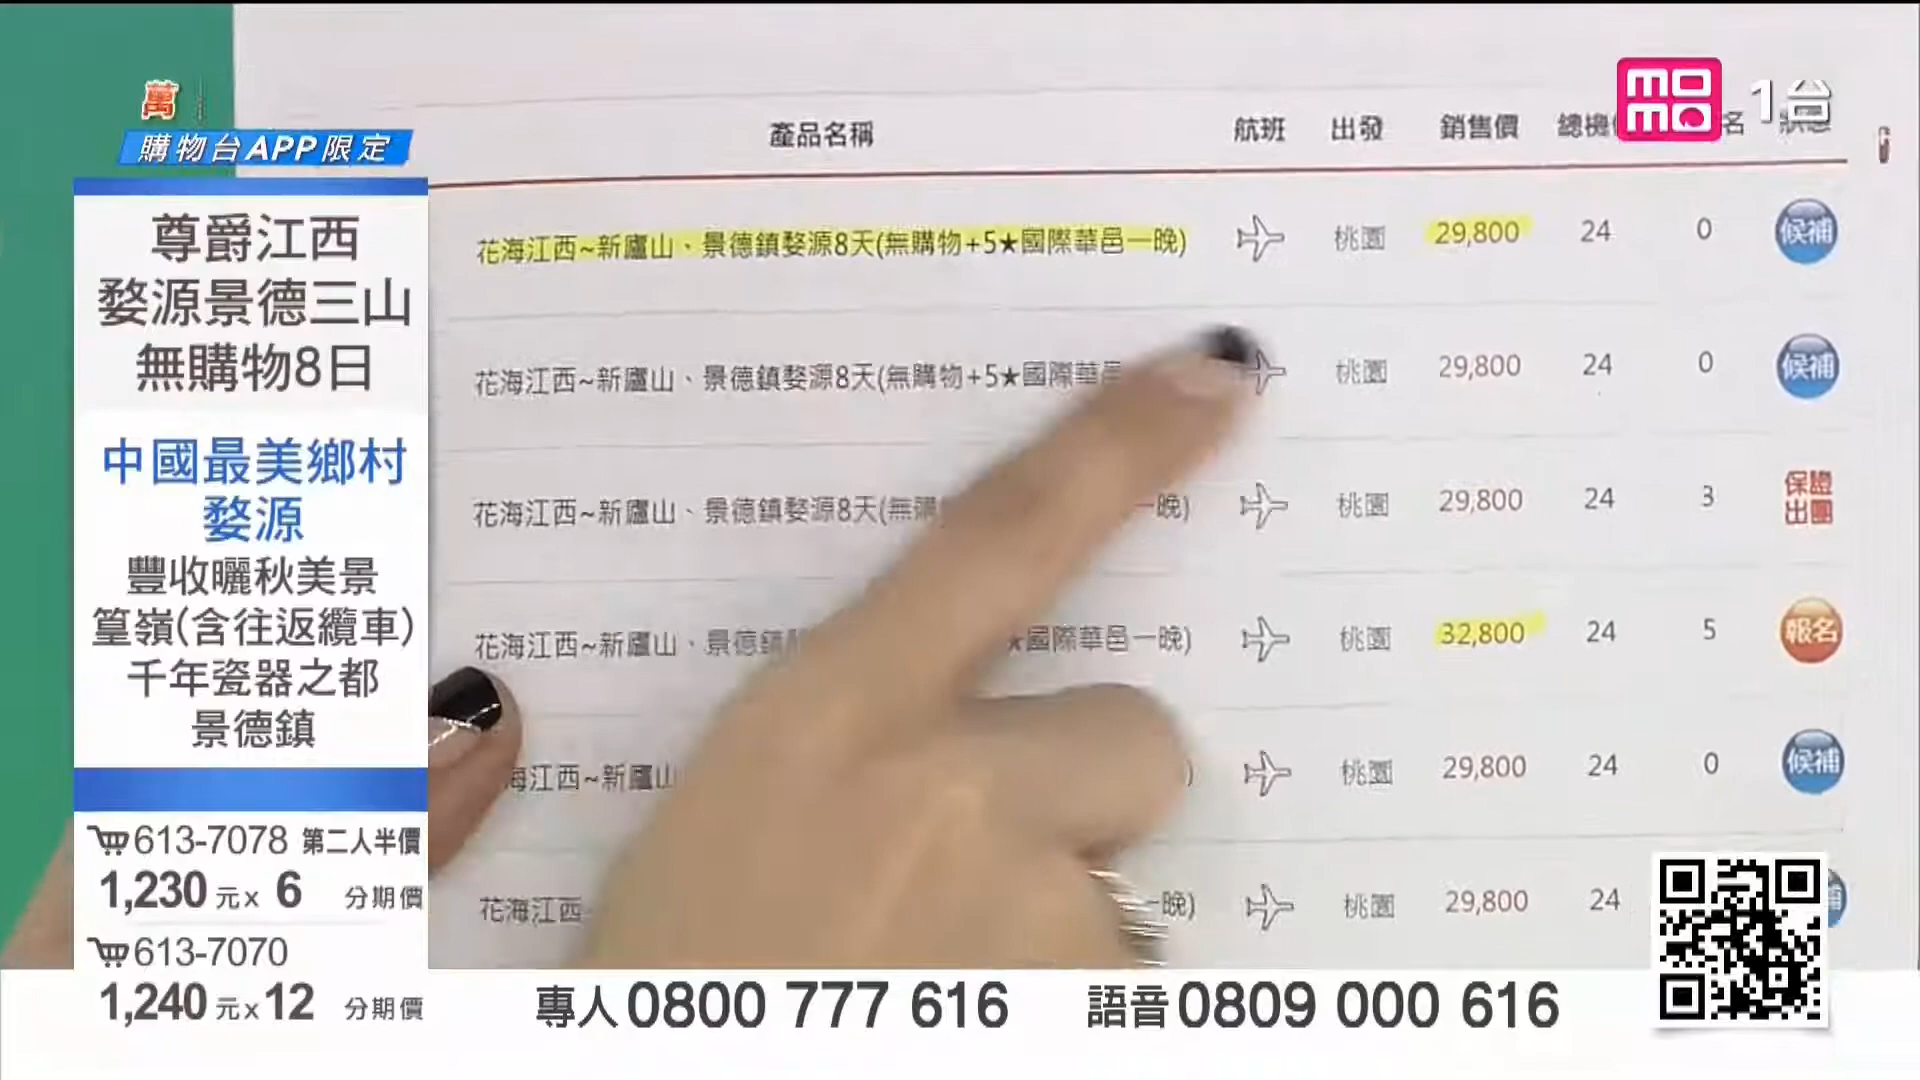 萬
購物台APP限定
尊爵江西
婺源景德三山
無購物8日
中國最美鄉村
婺源
豐收曬秋美景
篁嶺(含往返纜車)
千年瓷器之都
景德鎮
613-7078 第二人半價
1,230元x 6 分期價
613-7070
1,240元x12 分期價
momo 1台
產品名稱 航班 出發 銷售價 總機 名 狀態
花海江西~新廬山、景德鎮婺源8天(無購物+5★國際華邑一晚) 桃園 29,800 24 0 候補
花海江西~新廬山、景德鎮婺源8天(無購物+5★國際華邑 桃園 29,800 24 0 候補
花海江西~新廬山、景德鎮婺源8天(無購 一晚) 桃園 29,800 24 3 保證出團
花海江西~新廬山、景德鎮 ★國際華邑一晚) 桃園 32,800 24 5 報名
海江西~新廬山 ) 桃園 29,800 24 0 候補
花海江西 一晚) 桃園 29,800 24 補
專人0800 777 616 語音0809 000 616